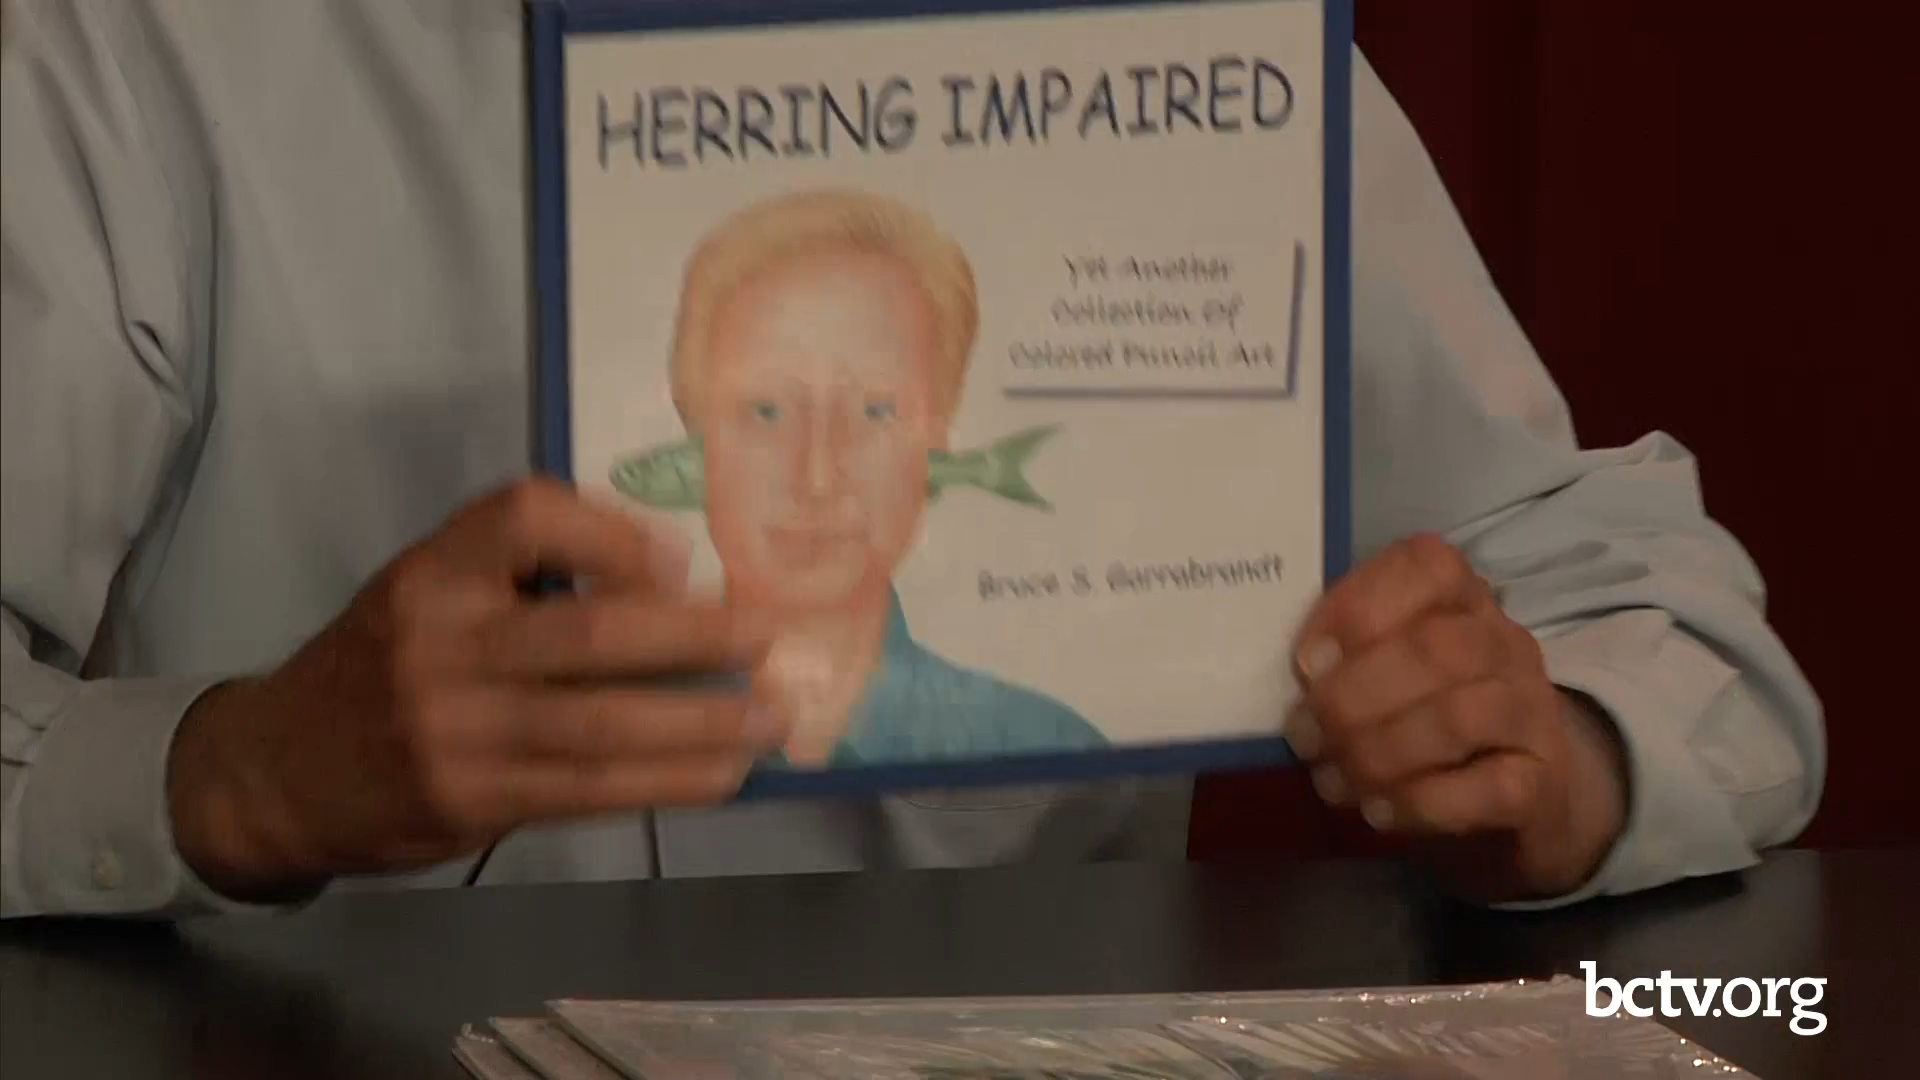 HERRING IMPAIRED
Yet Another
Collection Of
Colored Pencil Art
Bruce S. Garrabrandt
bctv.org